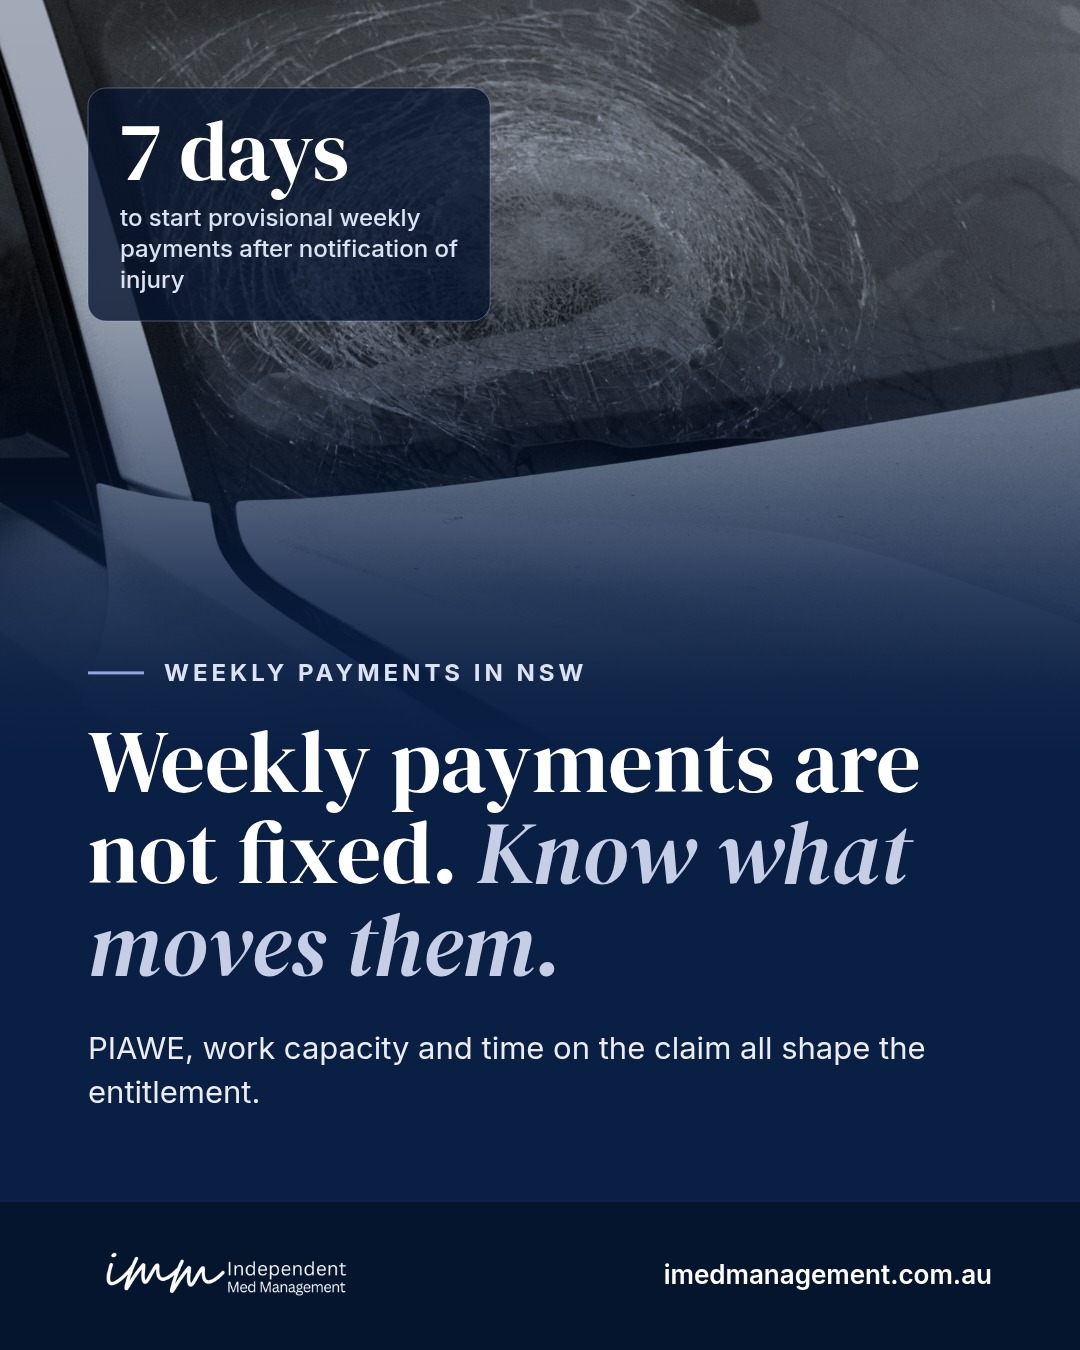 7 days
to start provisional weekly
payments after notification of
injury
WEEKLY PAYMENTS IN NSW
Weekly payments are
not fixed. Know what
moves them.
PIAWE, work capacity and time on the claim all shape the
entitlement.
imm Independent
Med Management
imedmanagement.com.au